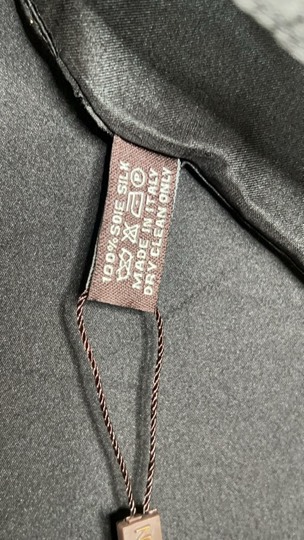 100% SOIE SILK
MADE IN ITALY
DRY CLEAN ONLY